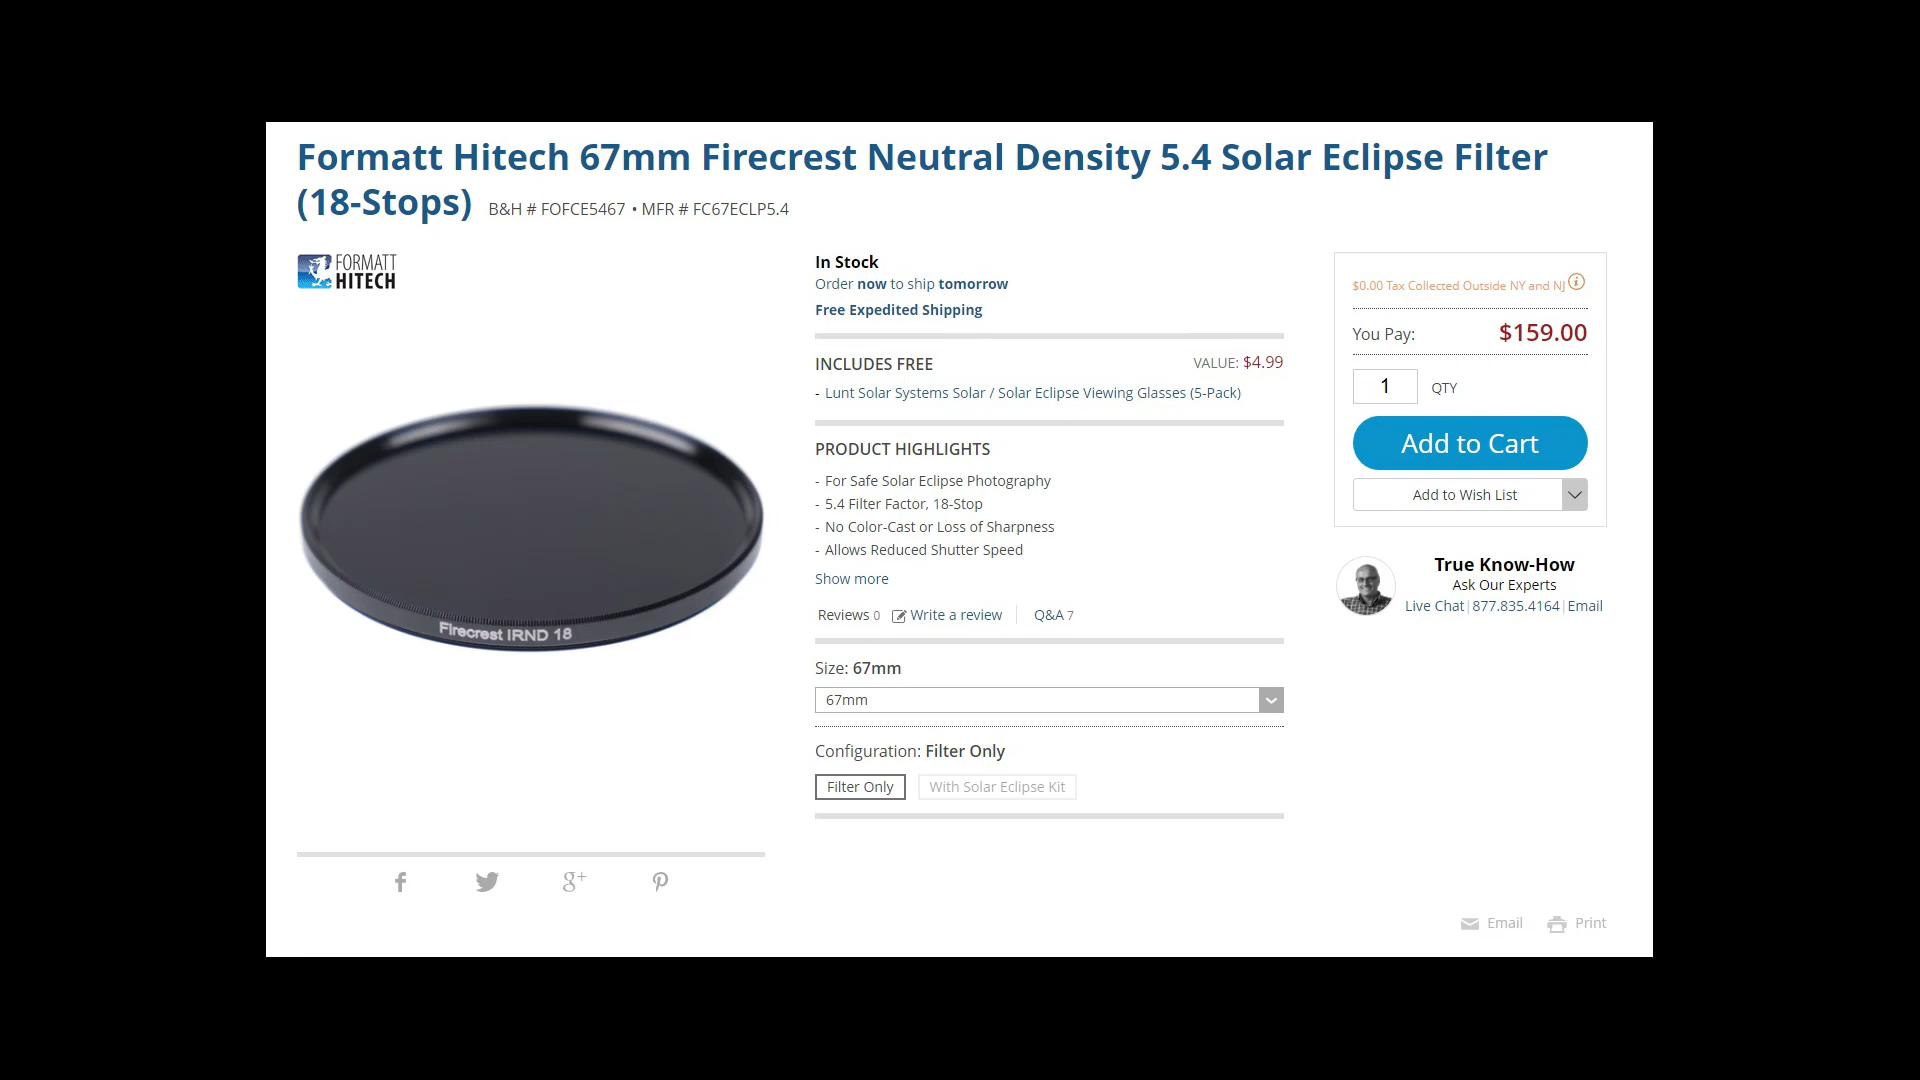 Formatt Hitech 67mm Firecrest Neutral Density 5.4 Solar Eclipse Filter
(18-Stops) B&H # FOFCE5467 • MFR # FC67ECLP5.4
FORMATT
HITECH
Firecrest IRND 18
In Stock
Order now to ship tomorrow
Free Expedited Shipping
INCLUDES FREE VALUE: $4.99
- Lunt Solar Systems Solar / Solar Eclipse Viewing Glasses (5-Pack)
PRODUCT HIGHLIGHTS
- For Safe Solar Eclipse Photography
- 5.4 Filter Factor, 18-Stop
- No Color-Cast or Loss of Sharpness
- Allows Reduced Shutter Speed
Show more
Reviews 0 Write a review Q&A 7
Size: 67mm
67mm
Configuration: Filter Only
Filter Only With Solar Eclipse Kit
$0.00 Tax Collected Outside NY and NJ
You Pay: $159.00
1 QTY
Add to Cart
Add to Wish List
True Know-How
Ask Our Experts
Live Chat | 877.835.4164 | Email
Email Print